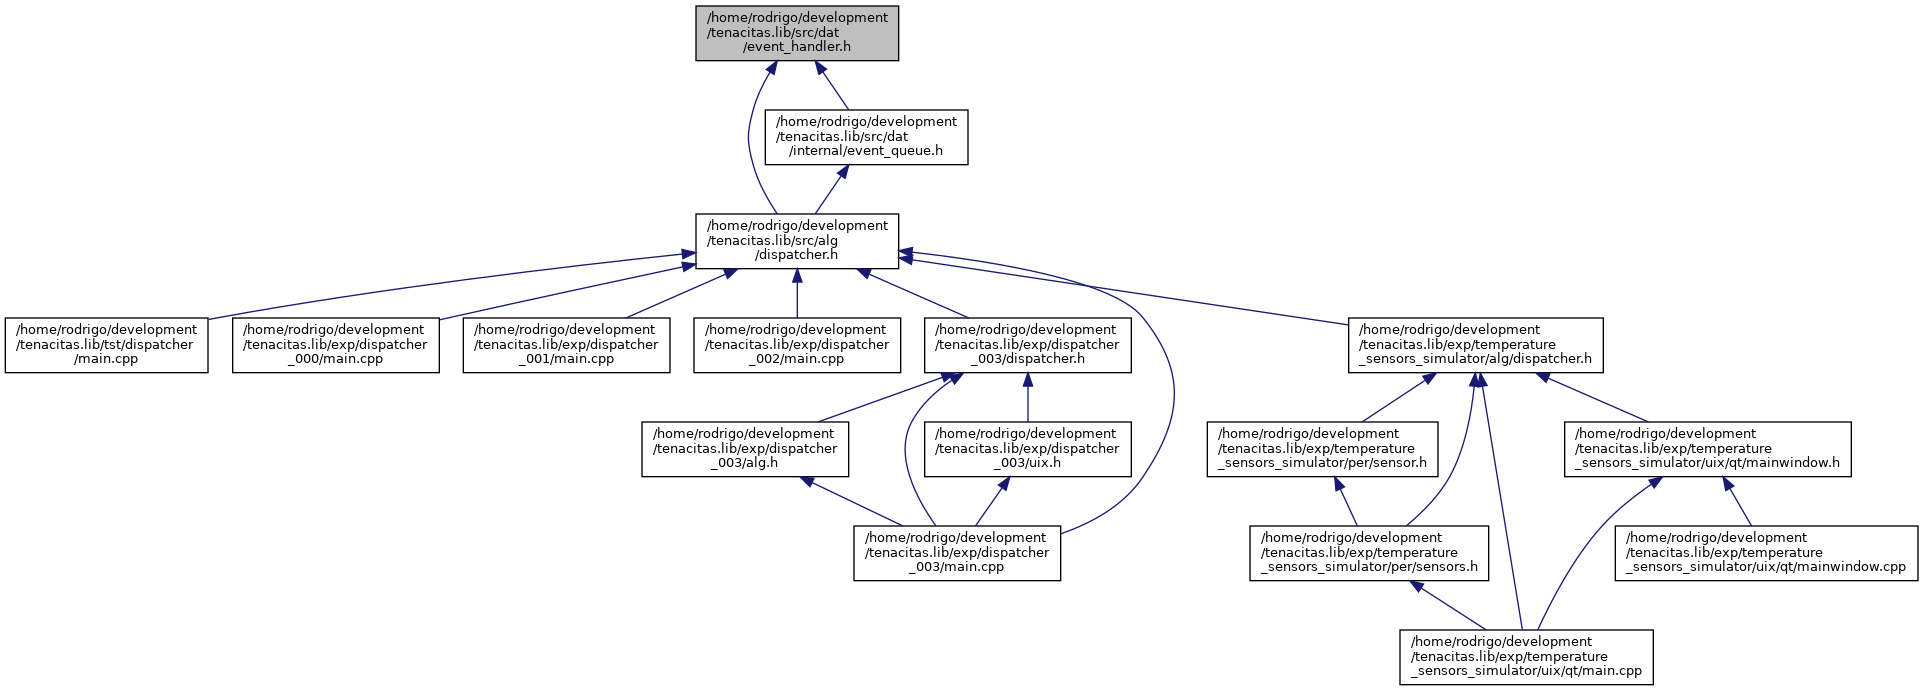 /home/rodrigo/development
/tenacitas.lib/src/dat
/event_handler.h
/home/rodrigo/development
/tenacitas.lib/src/dat
/internal/event_queue.h
/home/rodrigo/development
/tenacitas.lib/src/alg
/dispatcher.h
/home/rodrigo/development
/tenacitas.lib/tst/dispatcher
/main.cpp
/home/rodrigo/development
/tenacitas.lib/exp/dispatcher
_000/main.cpp
/home/rodrigo/development
/tenacitas.lib/exp/dispatcher
_001/main.cpp
/home/rodrigo/development
/tenacitas.lib/exp/dispatcher
_002/main.cpp
/home/rodrigo/development
/tenacitas.lib/exp/dispatcher
_003/dispatcher.h
/home/rodrigo/development
/tenacitas.lib/exp/temperature
_sensors_simulator/alg/dispatcher.h
/home/rodrigo/development
/tenacitas.lib/exp/dispatcher
_003/alg.h
/home/rodrigo/development
/tenacitas.lib/exp/dispatcher
_003/uix.h
/home/rodrigo/development
/tenacitas.lib/exp/temperature
_sensors_simulator/per/sensor.h
/home/rodrigo/development
/tenacitas.lib/exp/temperature
_sensors_simulator/uix/qt/mainwindow.h
/home/rodrigo/development
/tenacitas.lib/exp/dispatcher
_003/main.cpp
/home/rodrigo/development
/tenacitas.lib/exp/temperature
_sensors_simulator/per/sensors.h
/home/rodrigo/development
/tenacitas.lib/exp/temperature
_sensors_simulator/uix/qt/mainwindow.cpp
/home/rodrigo/development
/tenacitas.lib/exp/temperature
_sensors_simulator/uix/qt/main.cpp